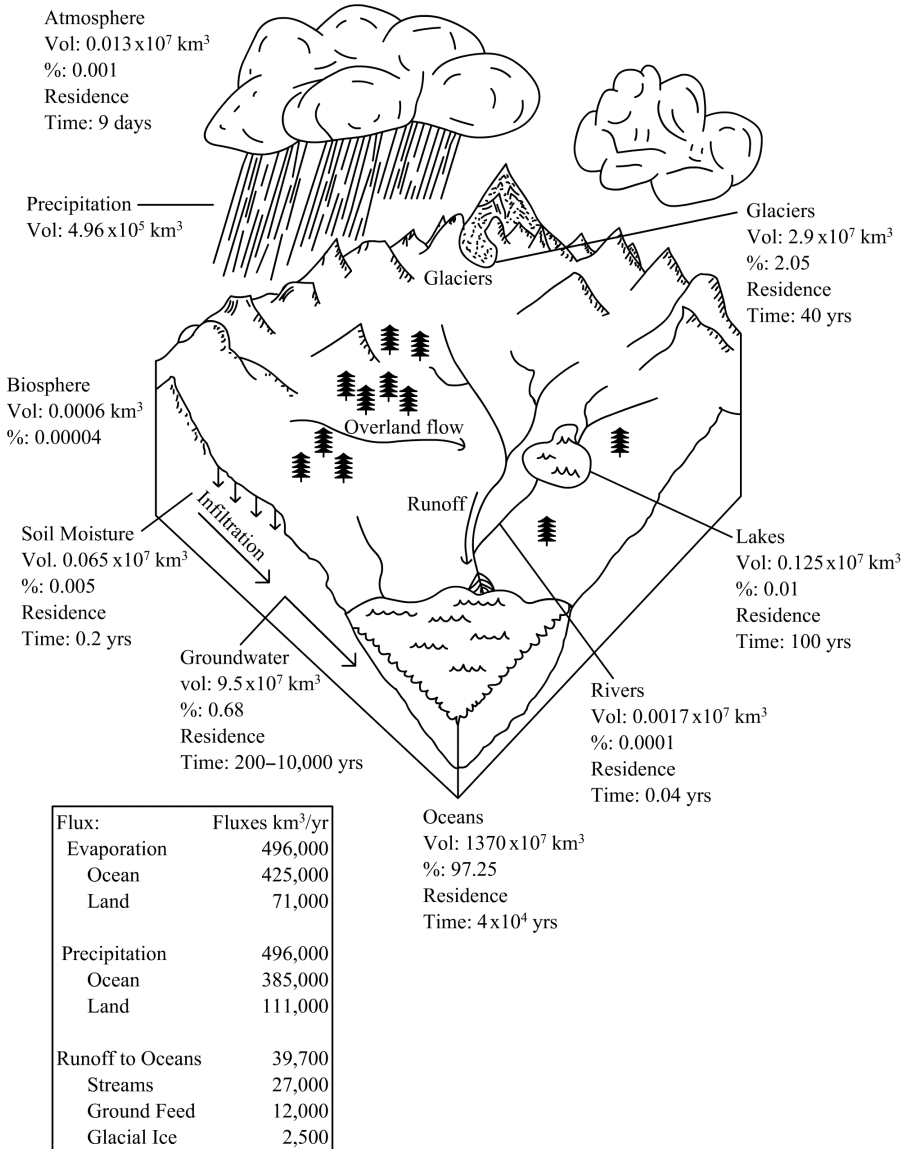 Atmosphere
Vol: 0.013 x10⁷ km³
%: 0.001
Residence
Time: 9 days
Precipitation
Vol: 4.96 x10⁵ km³
Glaciers
Vol: 2.9 x10⁷ km³
%: 2.05
Residence
Time: 40 yrs
Glaciers
Biosphere
Vol: 0.0006 km³
%: 0.00004
Overland flow
Runoff
Infiltration
Soil Moisture
Vol. 0.065 x10⁷ km³
%: 0.005
Residence
Time: 0.2 yrs
Lakes
Vol: 0.125 x10⁷ km³
%: 0.01
Residence
Time: 100 yrs
Groundwater
vol: 9.5 x10⁷ km³
%: 0.68
Residence
Time: 200–10,000 yrs
Rivers
Vol: 0.0017 x10⁷ km³
%: 0.0001
Residence
Time: 0.04 yrs
Oceans
Vol: 1370 x10⁷ km³
%: 97.25
Residence
Time: 4x10⁴ yrs
Flux: Fluxes km³/yr
Evaporation 496,000
Ocean 425,000
Land 71,000
Precipitation 496,000
Ocean 385,000
Land 111,000
Runoff to Oceans 39,700
Streams 27,000
Ground Feed 12,000
Glacial Ice 2,500